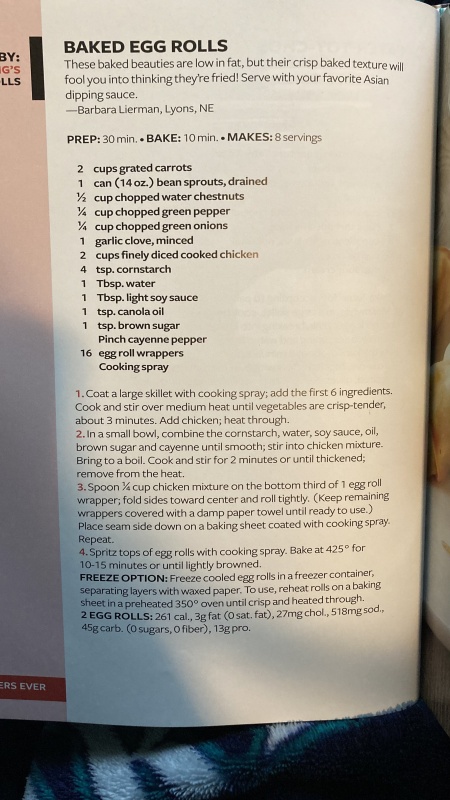 BY:
G'S
LLS
BAKED EGG ROLLS
These baked beauties are low in fat, but their crisp baked texture will
fool you into thinking they're fried! Serve with your favorite Asian
dipping sauce.
—Barbara Lierman, Lyons, NE
PREP: 30 min. • BAKE: 10 min. • MAKES: 8 servings
2 cups grated carrots
1 can (14 oz.) bean sprouts, drained
½ cup chopped water chestnuts
¼ cup chopped green pepper
¼ cup chopped green onions
1 garlic clove, minced
2 cups finely diced cooked chicken
4 tsp. cornstarch
1 Tbsp. water
1 Tbsp. light soy sauce
1 tsp. canola oil
1 tsp. brown sugar
Pinch cayenne pepper
16 egg roll wrappers
Cooking spray
1. Coat a large skillet with cooking spray; add the first 6 ingredients.
Cook and stir over medium heat until vegetables are crisp-tender,
about 3 minutes. Add chicken; heat through.
2. In a small bowl, combine the cornstarch, water, soy sauce, oil,
brown sugar and cayenne until smooth; stir into chicken mixture.
Bring to a boil. Cook and stir for 2 minutes or until thickened;
remove from the heat.
3. Spoon ¼ cup chicken mixture on the bottom third of 1 egg roll
wrapper; fold sides toward center and roll tightly. (Keep remaining
wrappers covered with a damp paper towel until ready to use.)
Place seam side down on a baking sheet coated with cooking spray.
Repeat.
4. Spritz tops of egg rolls with cooking spray. Bake at 425° for
10-15 minutes or until lightly browned.
FREEZE OPTION: Freeze cooled egg rolls in a freezer container,
separating layers with waxed paper. To use, reheat rolls on a baking
sheet in a preheated 350° oven until crisp and heated through.
2 EGG ROLLS: 261 cal., 3g fat (0 sat. fat), 27mg chol., 518mg sod.,
45g carb. (0 sugars, 0 fiber), 13g pro.
ERS EVER